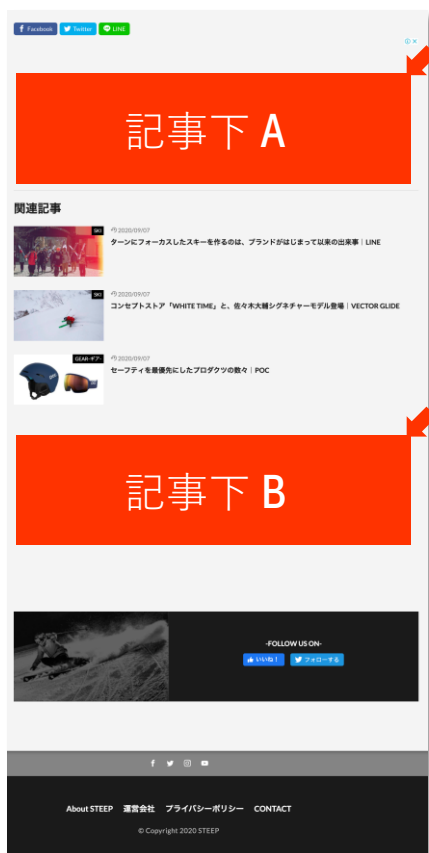 Facebook Twitter LINE
記事下 A
関連記事
SKI
2020/09/07
ターンにフォーカスしたスキーを作るのは、ブランドがはじまって以来の出来事｜LINE
SKI
2020/09/07
コンセプトストア「WHITE TIME」と、佐々木大輔シグネチャーモデル登場｜VECTOR GLIDE
GEAR-ギア-
2020/09/07
セーフティを最優先にしたプロダクツの数々｜POC
記事下 B
-FOLLOW US ON-
いいね！ フォローする
About STEEP 運営会社 プライバシーポリシー CONTACT
© Copyright 2020 STEEP